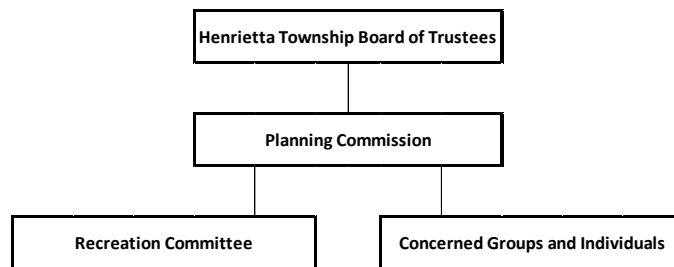 Henrietta Township Board of Trustees
Planning Commission
Recreation Committee
Concerned Groups and Individuals